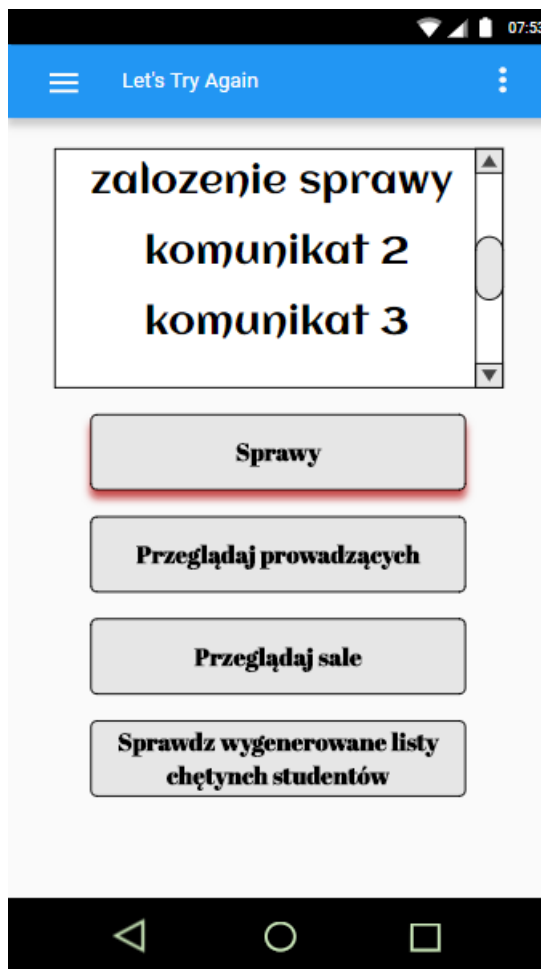 07:53
Let's Try Again
zalozenie sprawy
komunikat 2
komunikat 3
Sprawy
Przeglądaj prowadzących
Przeglądaj sale
Sprawdz wygenerowane listy
chętynch studentów